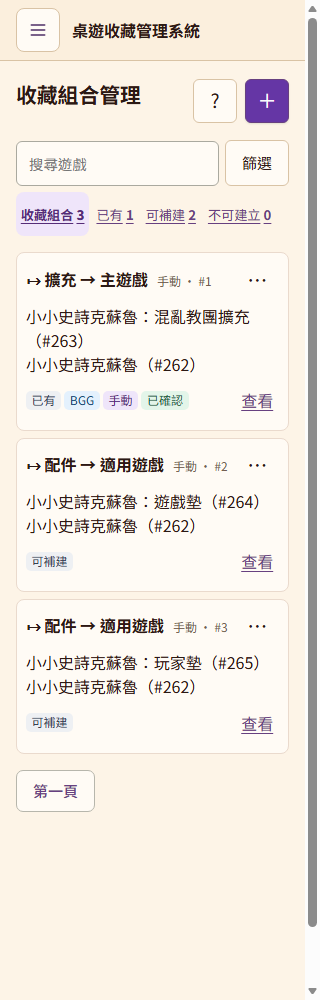 桌遊收藏管理系統
收藏組合管理
?
+
搜尋遊戲
篩選
收藏組合 3 已有 1 可補建 2 不可建立 0
↦ 擴充 → 主遊戲 手動 · #1 ⋯
小小史詩克蘇魯：混亂教團擴充
（#263）
小小史詩克蘇魯（#262）
已有 BGG 手動 已確認 查看
↦ 配件 → 適用遊戲 手動 · #2 ⋯
小小史詩克蘇魯：遊戲墊（#264）
小小史詩克蘇魯（#262）
可補建 查看
↦ 配件 → 適用遊戲 手動 · #3 ⋯
小小史詩克蘇魯：玩家墊（#265）
小小史詩克蘇魯（#262）
可補建 查看
第一頁